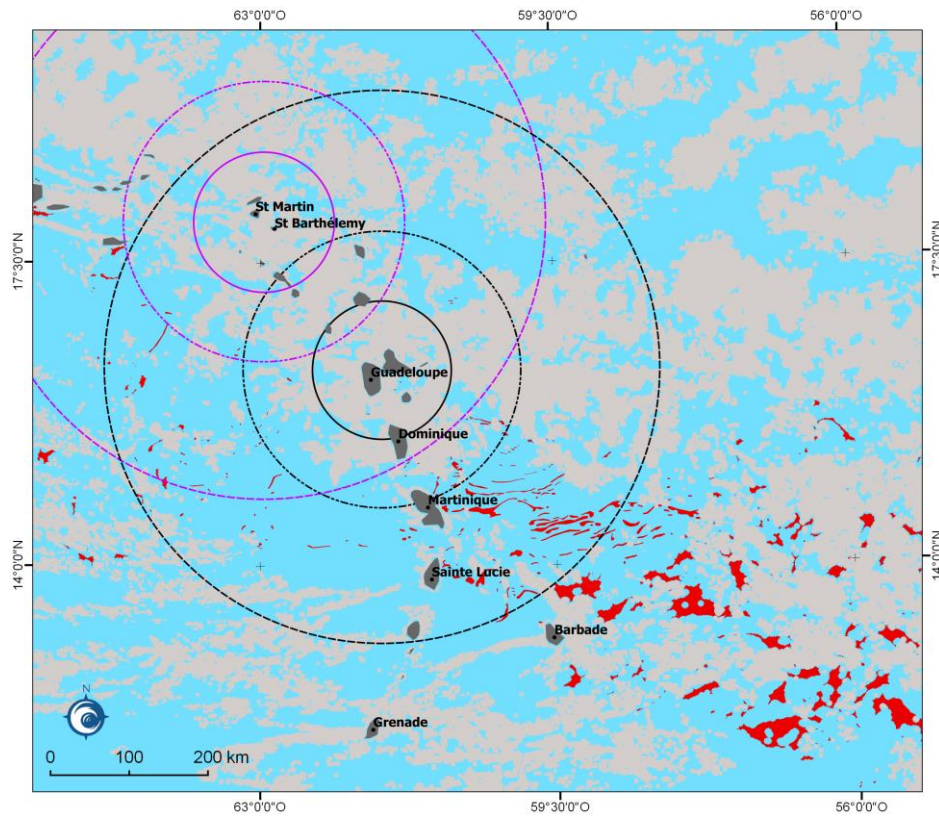 63°0'0"O 59°30'0"O 56°0'0"O
St Martin
St Barthélemy
17°30'0"N 17°30'0"N
Guadeloupe
Dominique
Martinique
14°0'0"N 14°0'0"N
Sainte Lucie
Barbade
N
Grenade
0 100 200 km
63°0'0"O 59°30'0"O 56°0'0"O